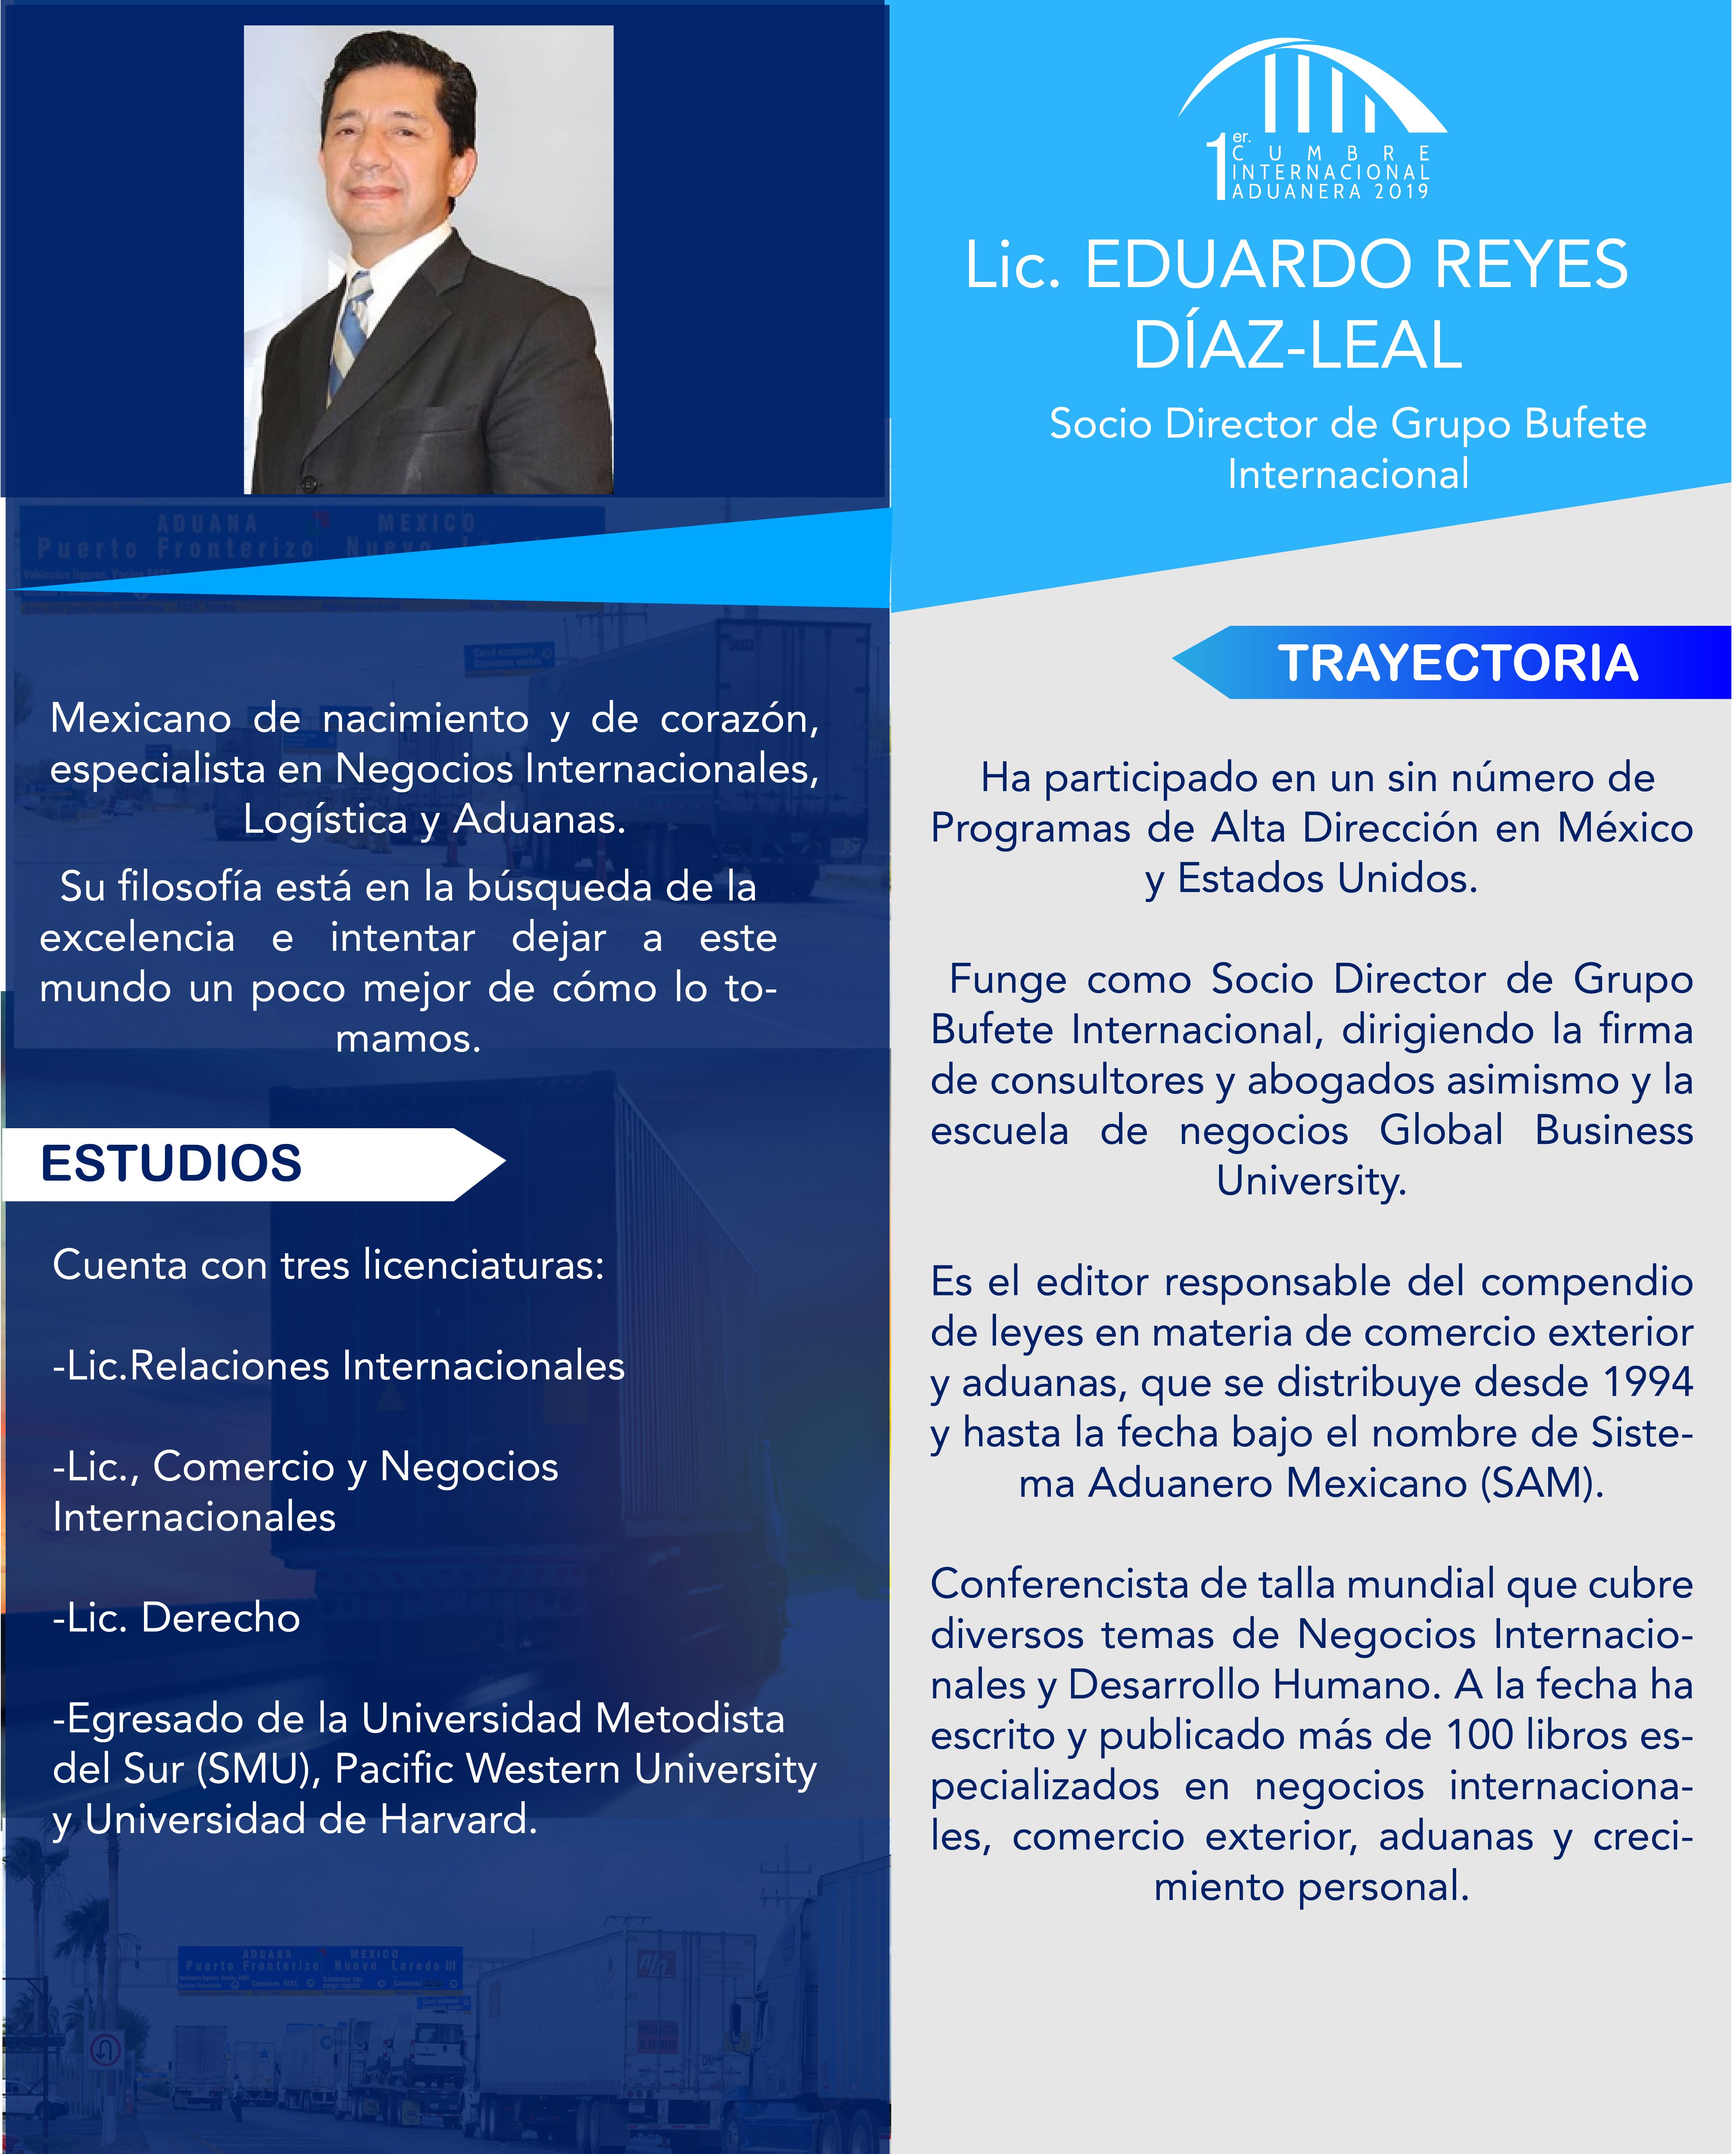 1er.
CUMBRE
INTERNACIONAL
ADUANERA 2019
Lic. EDUARDO REYES
DÍAZ-LEAL
Socio Director de Grupo Bufete
Internacional
ADUANA MEXICO
Puerto Fronterizo Nuevo
Mexicano de nacimiento y de corazón,
especialista en Negocios Internacionales,
Logística y Aduanas.
Su filosofía está en la búsqueda de la
excelencia e intentar dejar a este
mundo un poco mejor de cómo lo to-
mamos.
ESTUDIOS
Cuenta con tres licenciaturas:
-Lic.Relaciones Internacionales
-Lic., Comercio y Negocios
Internacionales
-Lic. Derecho
-Egresado de la Universidad Metodista
del Sur (SMU), Pacific Western University
y Universidad de Harvard.
ADUANA MEXICO
Puerto Fronterizo Nuevo Laredo III
TRAYECTORIA
Ha participado en un sin número de
Programas de Alta Dirección en México
y Estados Unidos.
Funge como Socio Director de Grupo
Bufete Internacional, dirigiendo la firma
de consultores y abogados asimismo y la
escuela de negocios Global Business
University.
Es el editor responsable del compendio
de leyes en materia de comercio exterior
y aduanas, que se distribuye desde 1994
y hasta la fecha bajo el nombre de Siste-
ma Aduanero Mexicano (SAM).
Conferencista de talla mundial que cubre
diversos temas de Negocios Internacio-
nales y Desarrollo Humano. A la fecha ha
escrito y publicado más de 100 libros es-
pecializados en negocios internaciona-
les, comercio exterior, aduanas y creci-
miento personal.